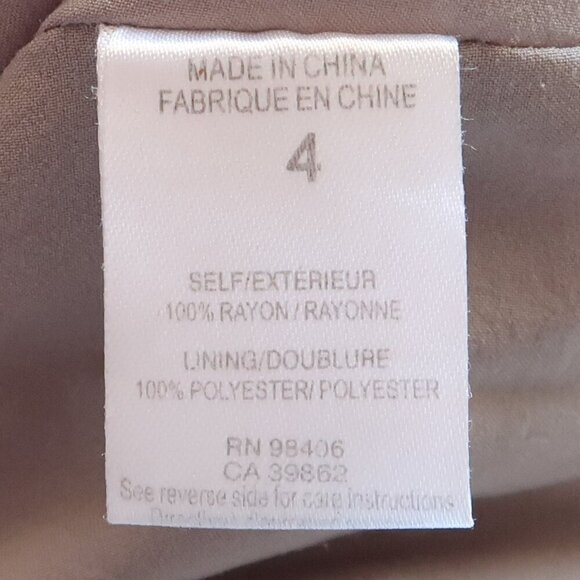 MADE IN CHINA
FABRIQUE EN CHINE
4
SELF/EXTERIEUR
100% RAYON / RAYONNE
LINING/DOUBLURE
100% POLYESTER/ POLYESTER
RN 98406
CA 39862
See reverse side for care instructions